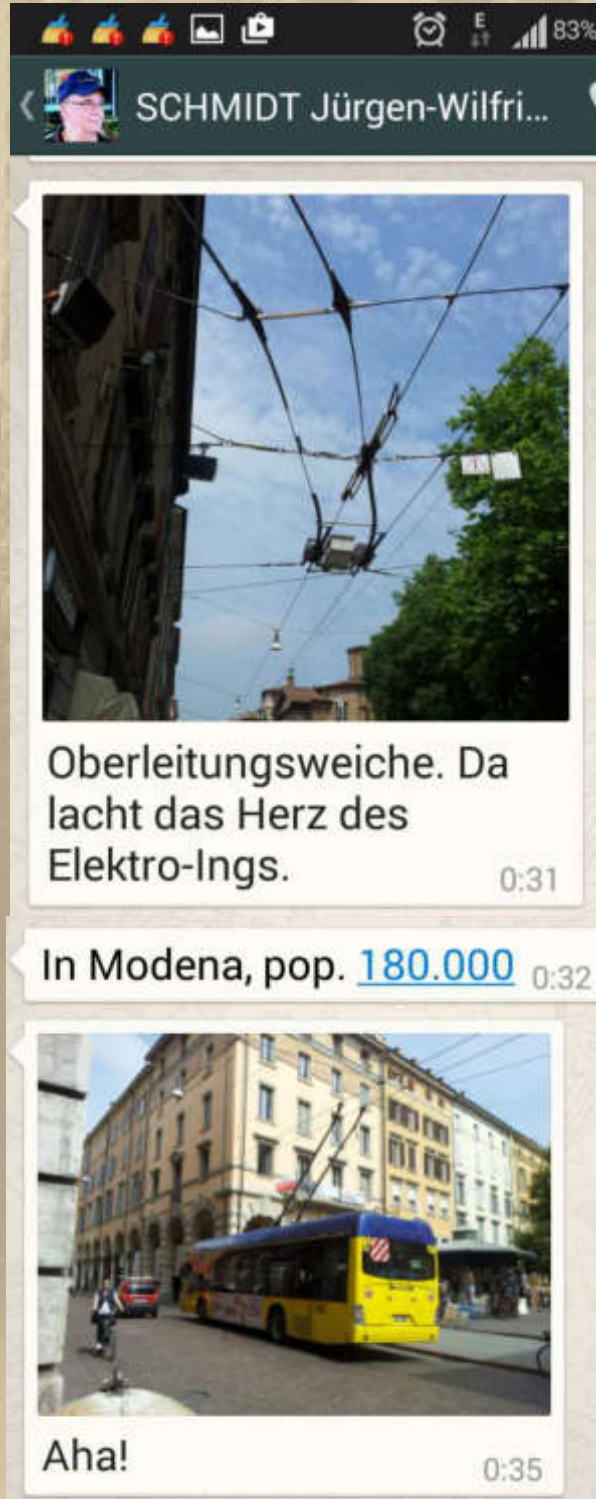 E
83%
SCHMIDT Jürgen-Wilfri...
Oberleitungsweiche. Da
lacht das Herz des
Elektro-Ings.
0:31
In Modena, pop. 180.000 0:32
Aha!
0:35